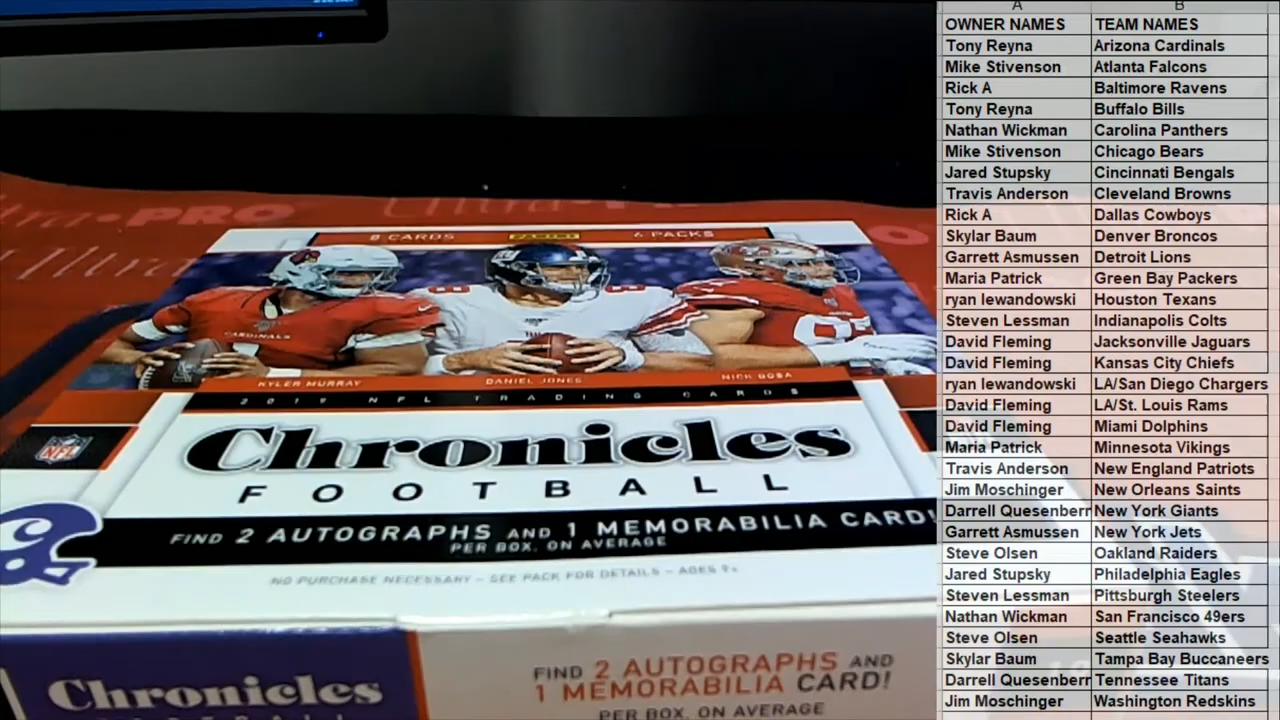 Ultra•PRO
8 CARDS PANINI 6 PACKS
CARDINALS
KYLER MURRAY DANIEL JONES NICK BOSA
2019 NFL TRADING CARDS
NFL
Chronicles
FOOTBALL
FIND 2 AUTOGRAPHS AND 1 MEMORABILIA CARD!
PER BOX, ON AVERAGE
NO PURCHASE NECESSARY – SEE PACK FOR DETAILS – AGES 9+
Chronicles
FOOTBALL
FIND 2 AUTOGRAPHS AND
1 MEMORABILIA CARD!
PER BOX, ON AVERAGE
A B
OWNER NAMES TEAM NAMES
Tony Reyna Arizona Cardinals
Mike Stivenson Atlanta Falcons
Rick A Baltimore Ravens
Tony Reyna Buffalo Bills
Nathan Wickman Carolina Panthers
Mike Stivenson Chicago Bears
Jared Stupsky Cincinnati Bengals
Travis Anderson Cleveland Browns
Rick A Dallas Cowboys
Skylar Baum Denver Broncos
Garrett Asmussen Detroit Lions
Maria Patrick Green Bay Packers
ryan lewandowski Houston Texans
Steven Lessman Indianapolis Colts
David Fleming Jacksonville Jaguars
David Fleming Kansas City Chiefs
ryan lewandowski LA/San Diego Chargers
David Fleming LA/St. Louis Rams
David Fleming Miami Dolphins
Maria Patrick Minnesota Vikings
Travis Anderson New England Patriots
Jim Moschinger New Orleans Saints
Darrell Quesenberr New York Giants
Garrett Asmussen New York Jets
Steve Olsen Oakland Raiders
Jared Stupsky Philadelphia Eagles
Steven Lessman Pittsburgh Steelers
Nathan Wickman San Francisco 49ers
Steve Olsen Seattle Seahawks
Skylar Baum Tampa Bay Buccaneers
Darrell Quesenberr Tennessee Titans
Jim Moschinger Washington Redskins